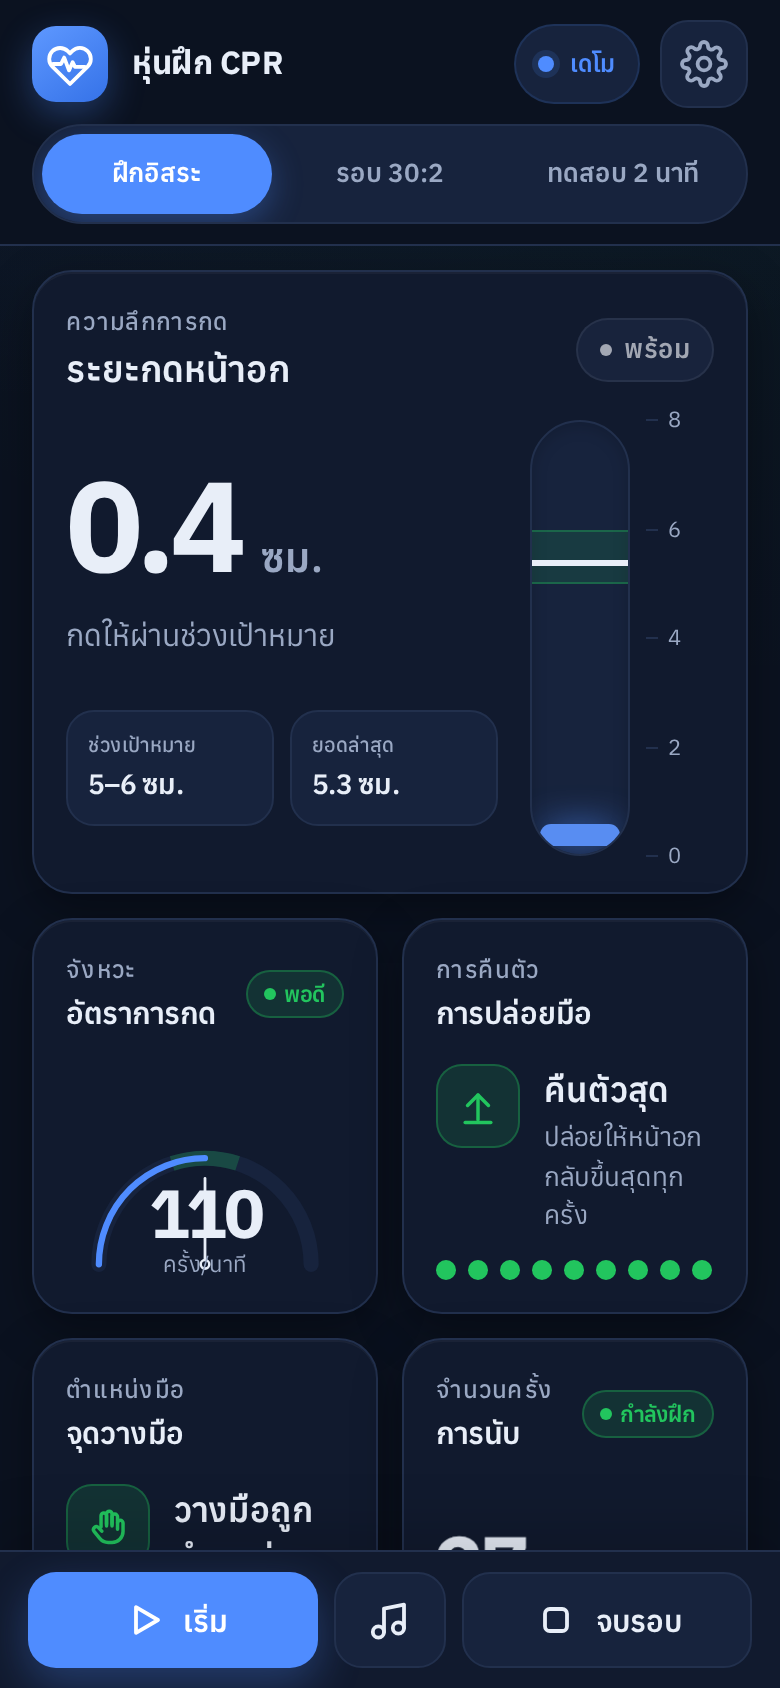 หุ่นฝึก CPR
เดโม
ฝึกอิสระ
รอบ 30:2
ทดสอบ 2 นาที
ความลึกการกด
ระยะกดหน้าอก
พร้อม
0.4 ซม.
กดให้ผ่านช่วงเป้าหมาย
ช่วงเป้าหมาย
5–6 ซม.
ยอดล่าสุด
5.3 ซม.
8
6
4
2
0
จังหวะ
อัตราการกด
พอดี
110
ครั้ง/นาที
การคืนตัว
การปล่อยมือ
คืนตัวสุด
ปล่อยให้หน้าอก
กลับขึ้นสุดทุก
ครั้ง
ตำแหน่งมือ
จุดวางมือ
วางมือถูก
จำนวนครั้ง
การนับ
กำลังฝึก
เริ่ม
จบรอบ